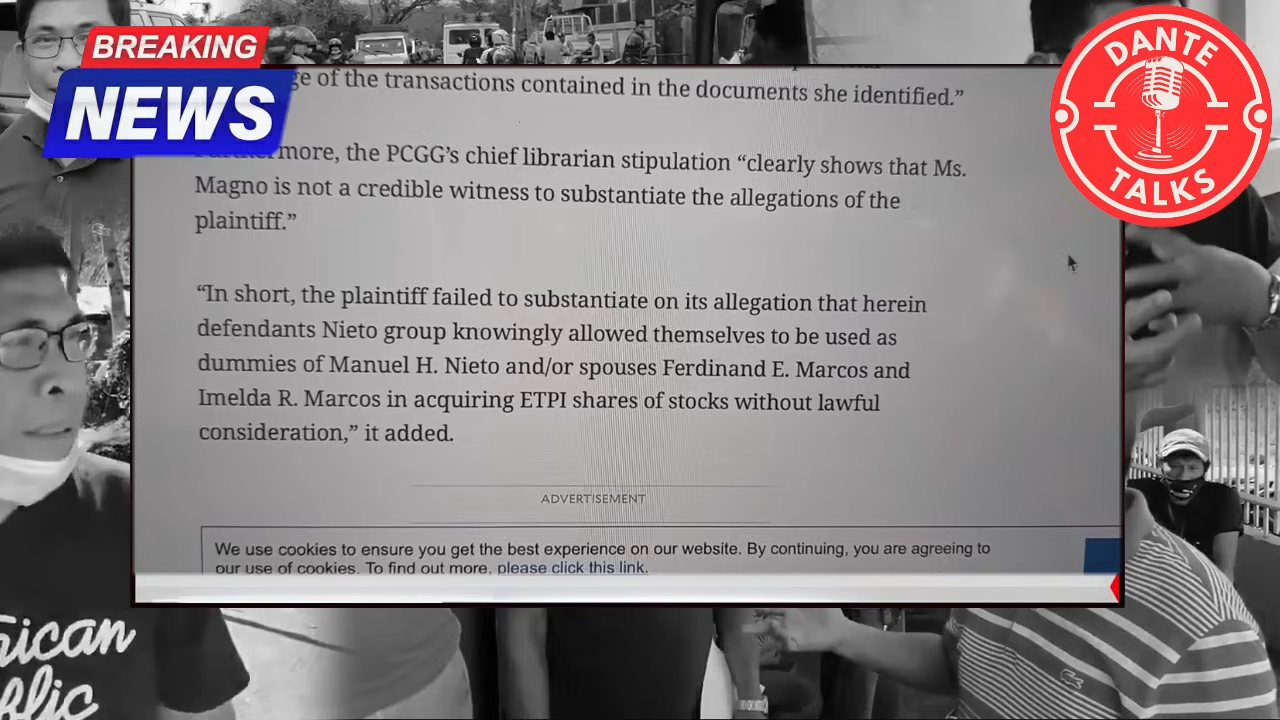 BREAKING
NEWS
DANTE
TALKS
of the transactions contained in the documents she identified.”
the PCGG’s chief librarian stipulation “clearly shows that Ms.
Magno is not a credible witness to substantiate the allegations of the
plaintiff.”
“In short, the plaintiff failed to substantiate on its allegation that herein
defendants Nieto group knowingly allowed themselves to be used as
dummies of Manuel H. Nieto and/or spouses Ferdinand E. Marcos and
Imelda R. Marcos in acquiring ETPI shares of stocks without lawful
consideration,” it added.
ADVERTISEMENT
We use cookies to ensure you get the best experience on our website. By continuing, you are agreeing to
our use of cookies. To find out more, please click this link.